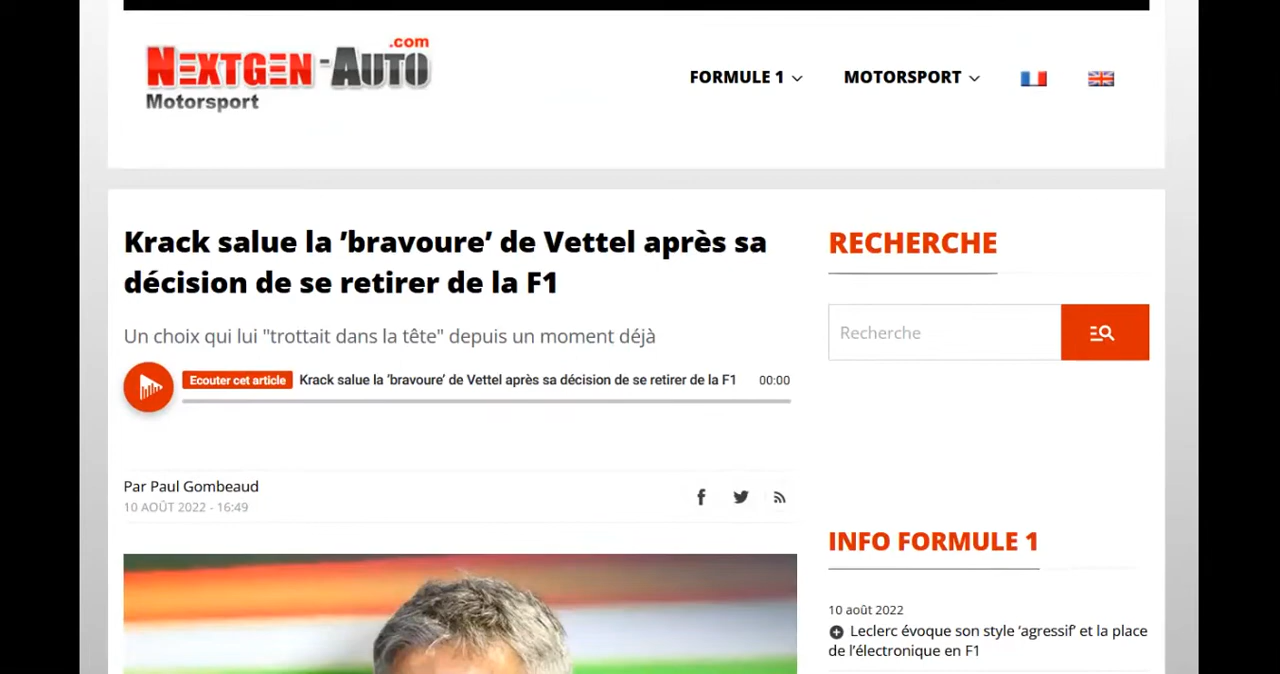 NEXTGEN-AUTO.com
Motorsport
FORMULE 1
MOTORSPORT
Krack salue la ’bravoure’ de Vettel après sa
décision de se retirer de la F1
Un choix qui lui "trottait dans la tête" depuis un moment déjà
Ecouter cet article Krack salue la ’bravoure’ de Vettel après sa décision de se retirer de la F1 00:00
Par Paul Gombeaud
10 AOÛT 2022 - 16:49
RECHERCHE
Recherche
INFO FORMULE 1
10 août 2022
Leclerc évoque son style ‘agressif’ et la place
de l’électronique en F1